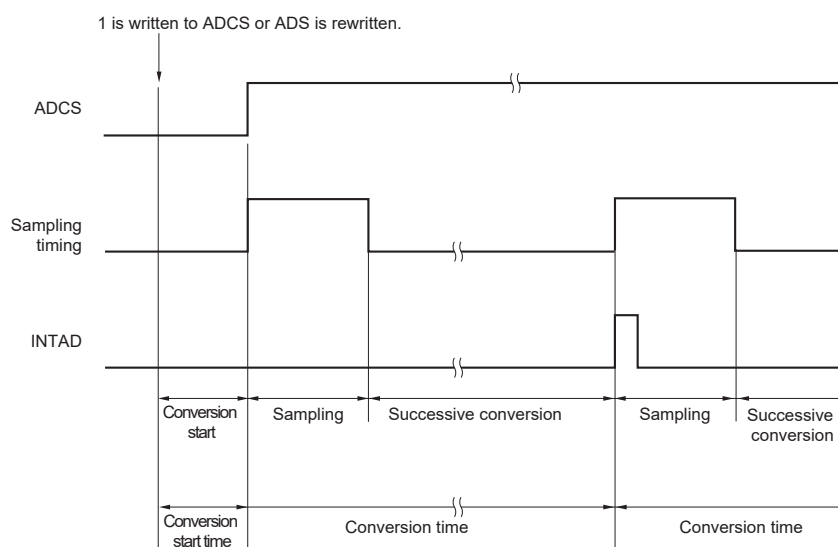 1 is written to ADCS or ADS is rewritten.
ADCS
Sampling
timing
INTAD
Conversion
start
Sampling
Successive conversion
Sampling
Successive
conversion
Conversion
start time
Conversion time
Conversion time